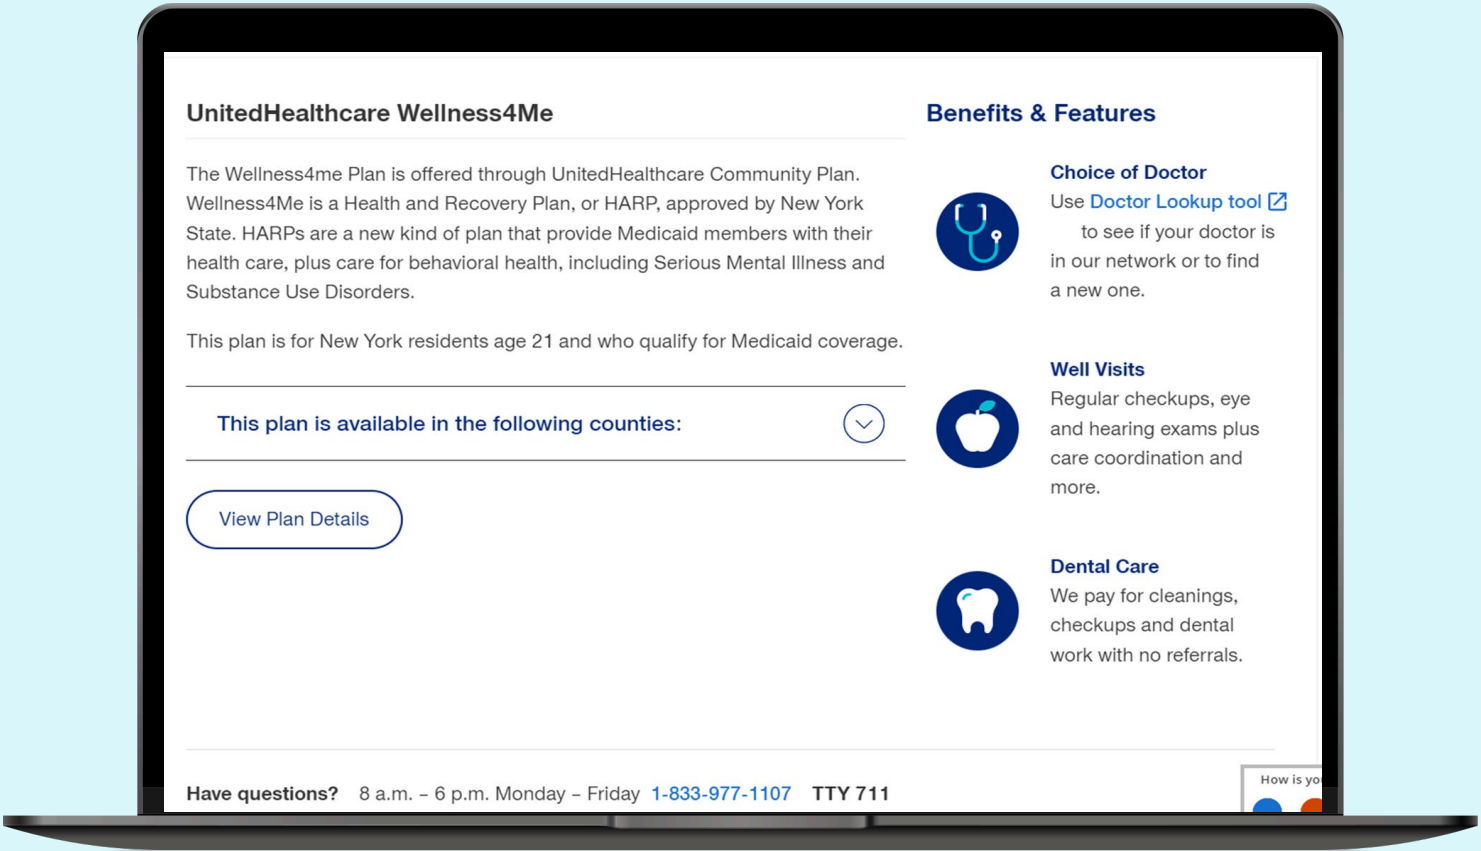 UnitedHealthcare Wellness4Me
The Wellness4me Plan is offered through UnitedHealthcare Community Plan.
Wellness4Me is a Health and Recovery Plan, or HARP, approved by New York
State. HARPs are a new kind of plan that provide Medicaid members with their
health care, plus care for behavioral health, including Serious Mental Illness and
Substance Use Disorders.
This plan is for New York residents age 21 and who qualify for Medicaid coverage.
This plan is available in the following counties:
View Plan Details
Benefits & Features
Choice of Doctor
Use Doctor Lookup tool
to see if your doctor is
in our network or to find
a new one.
Well Visits
Regular checkups, eye
and hearing exams plus
care coordination and
more.
Dental Care
We pay for cleanings,
checkups and dental
work with no referrals.
Have questions? 8 a.m. – 6 p.m. Monday – Friday 1-833-977-1107 TTY 711
How is